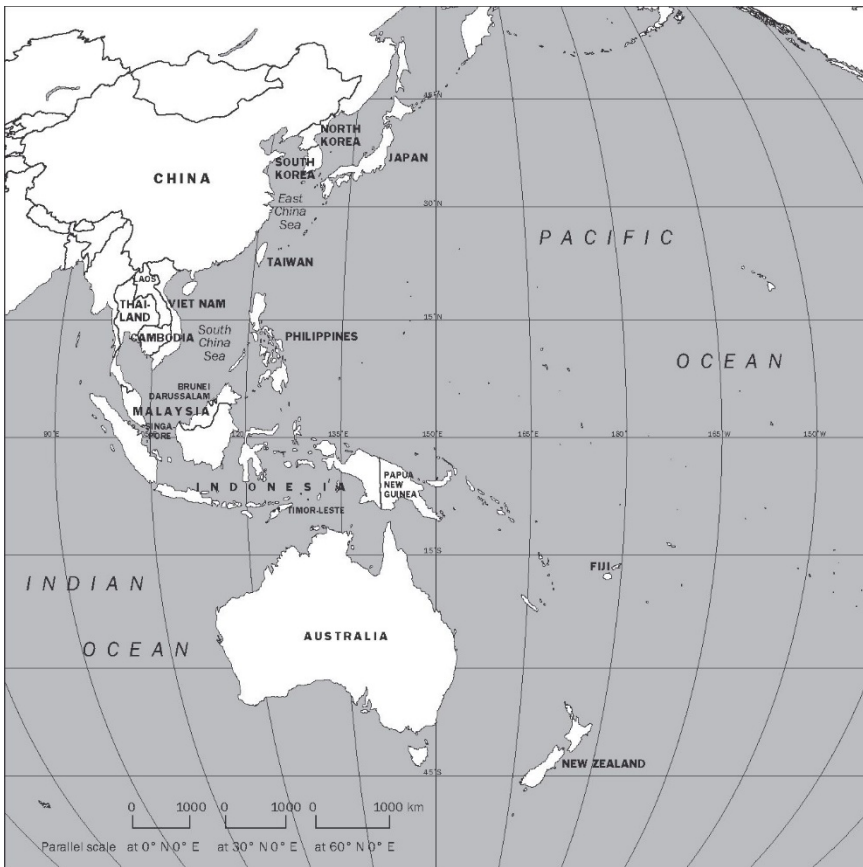 45°N
NORTH
KOREA
JAPAN
SOUTH
KOREA
CHINA
East
China
Sea
30°N
PACIFIC
TAIWAN
LAOS
THAI-
LAND
VIET NAM
15°N
CAMBODIA
South
China
Sea
PHILIPPINES
OCEAN
BRUNEI
DARUSSALAM
MALAYSIA
SINGA-
PORE
90°E
120°E
135°E
150°E
165°E
180°
165°W
150°W
INDONESIA
PAPUA
NEW
GUINEA
TIMOR-LESTE
15°S
FIJI
INDIAN
OCEAN
AUSTRALIA
NEW ZEALAND
45°S
0 1000 0 1000 0 1000 km
Parallel scale at 0° N 0° E at 30° N 0° E at 60° N 0° E